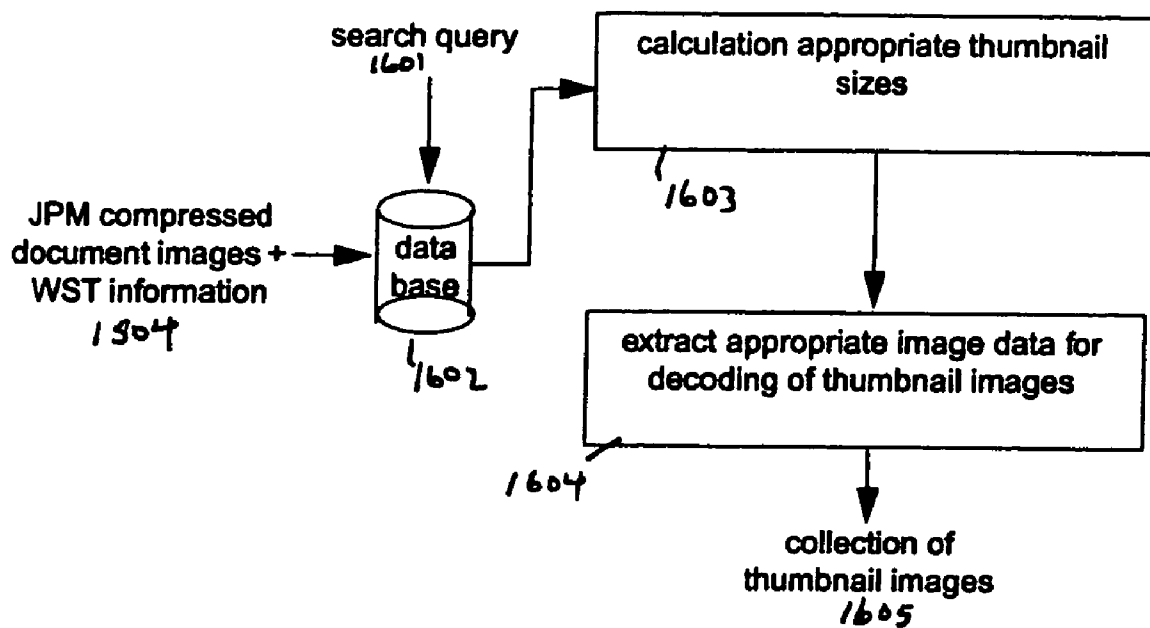 search query
1601
calculation appropriate thumbnail
sizes
1603
JPM compressed
document images +
WST information
1504
data
base
1602
extract appropriate image data for
decoding of thumbnail images
1604
collection of
thumbnail images
1605